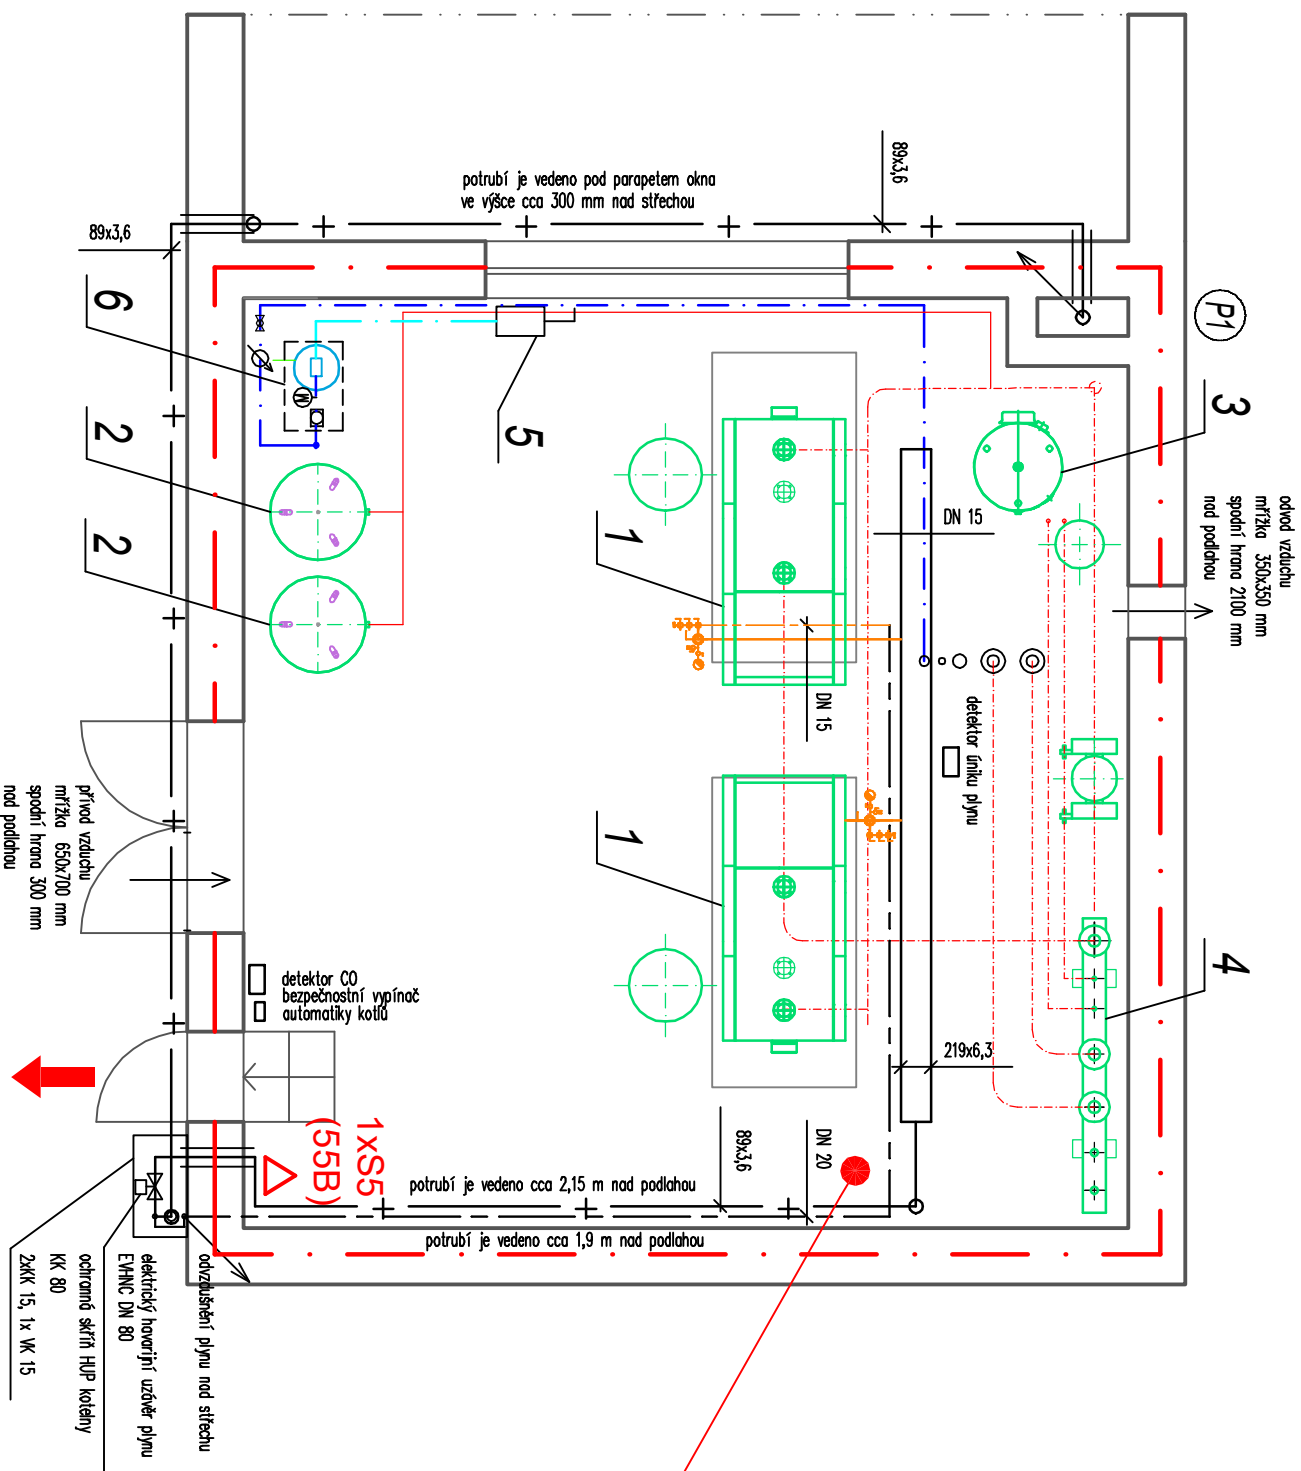 potrubí je vedeno pod parapetem okna
ve výšce cca 300 mm nad střechou
89x3,6
89x3,6
P1
6
2
2
5
3
1
1
4
M
DN 15
DN 15
odvod vzduchu
mřížka 350x350 mm
spodní hrana 2100 mm
nad podlahou
detektor úniku plynu
přívod vzduchu
mřížka 650x700 mm
spodní hrana 300 mm
nad podlahou
detektor CO
bezpečnostní vypínač
automatiky kotlů
219x6,3
1xS5
(55B)
89x3,6
DN 20
potrubí je vedeno cca 2,15 m nad podlahou
potrubí je vedeno cca 1,9 m nad podlahou
odvzdušnění plynu nad střechu
elektrický havarijní uzávěr plynu
EVHNC DN 80
ochranná skříň HUP kotelny
KK 80
2xKK 15, 1x VK 15